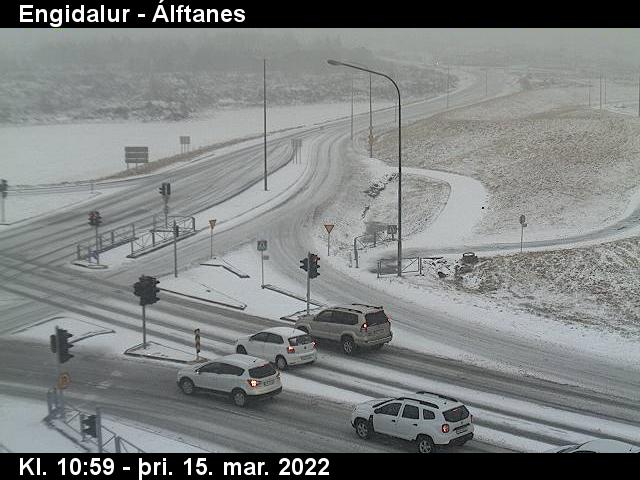 Engidalur - Álftanes
Kl. 10:59 - þri. 15. mar. 2022